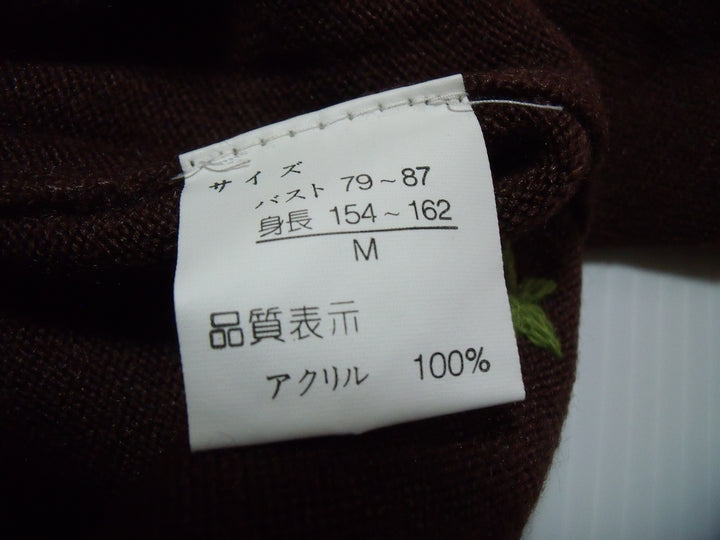 サイズ
バスト 79~87
身長 154~162
M
品質表示
アクリル 100%